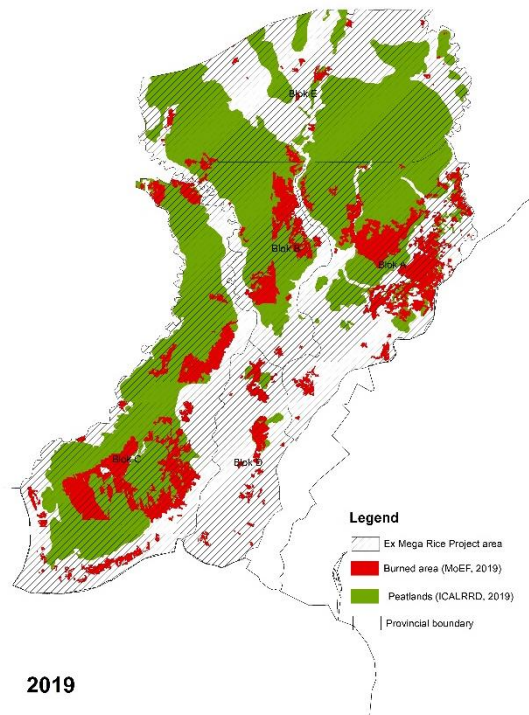 Blok E
Blok B
Blok A
Blok C
Blok D
Legend
Ex Mega Rice Project area
Burned area (MoEF, 2019)
Peatlands (ICALRRD, 2019)
Provincial boundary
2019